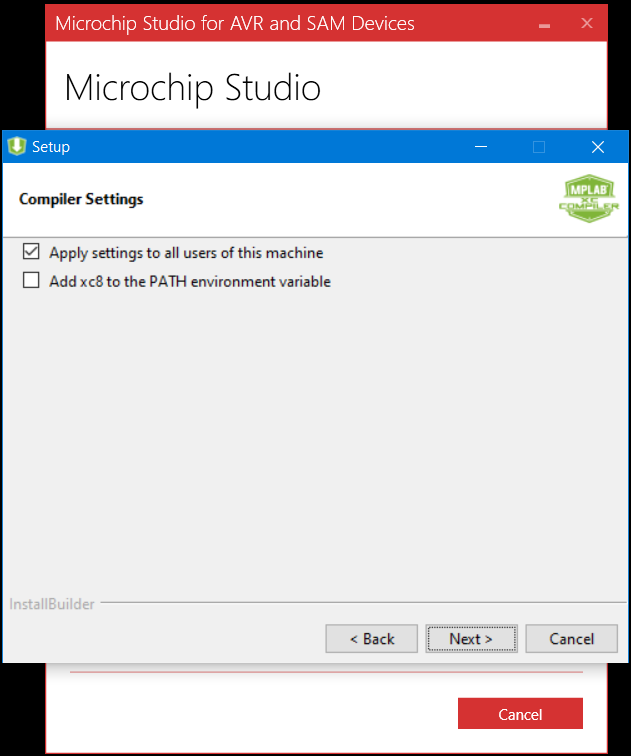 Microchip Studio for AVR and SAM Devices
Microchip Studio
Setup
Compiler Settings
MPLAB
XC
COMPILER
Apply settings to all users of this machine
Add xc8 to the PATH environment variable
InstallBuilder
< Back
Next >
Cancel
Cancel